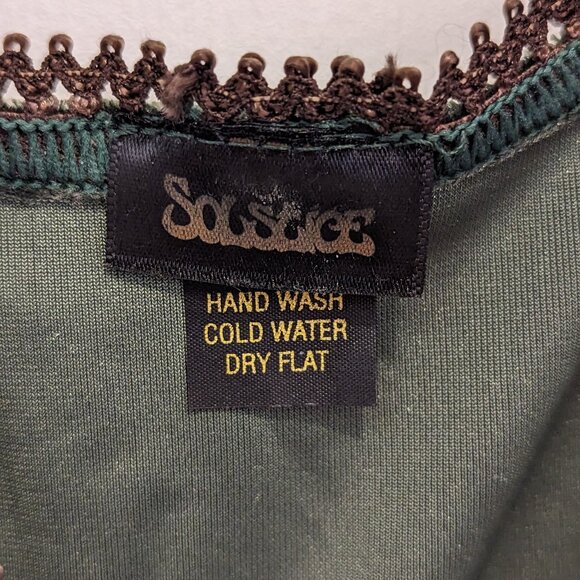 SOLSTICE
HAND WASH
COLD WATER
DRY FLAT